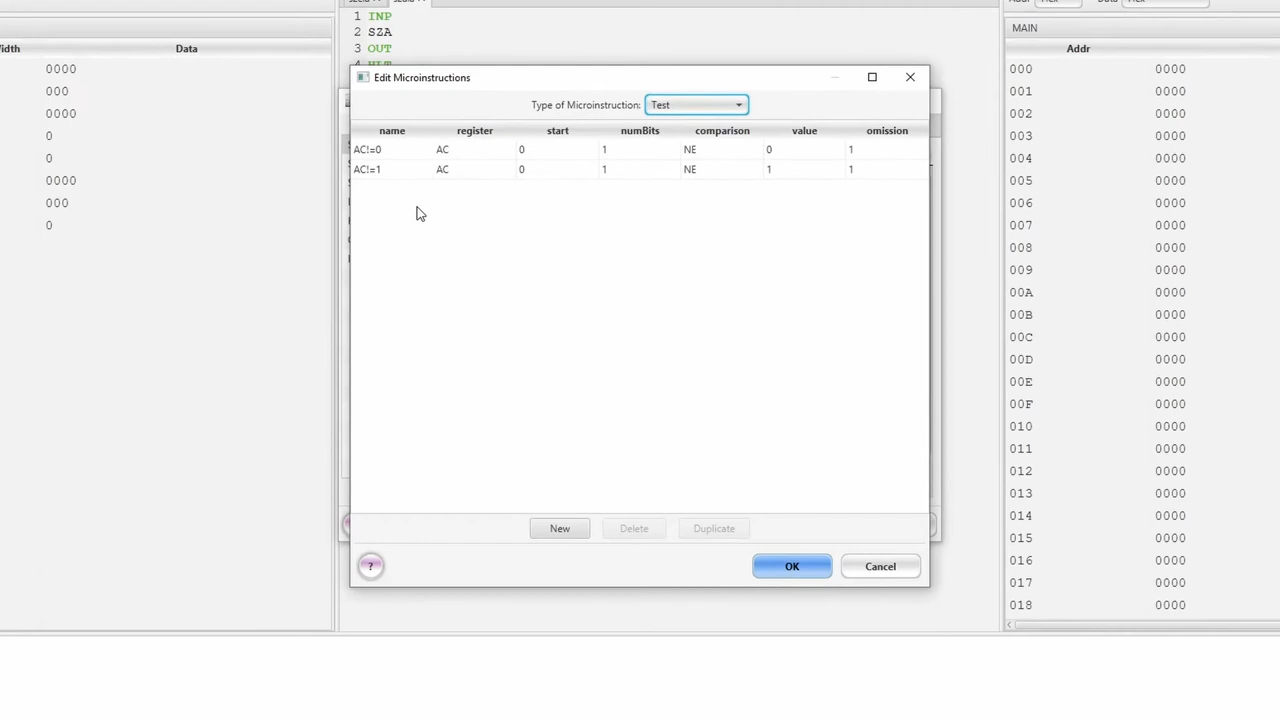 1 INP
2 SZA
3 OUT
MAIN
Data
Addr
0000
000
0000
0
0
0000
000
0
Edit Microinstructions
Type of Microinstruction: Test
name register start numBits comparison value omission
AC!=0 AC 0 1 NE 0 1
AC!=1 AC 0 1 NE 1 1
New Delete Duplicate
? OK Cancel
000 0000
001 0000
002 0000
003 0000
004 0000
005 0000
006 0000
007 0000
008 0000
009 0000
00A 0000
00B 0000
00C 0000
00D 0000
00E 0000
00F 0000
010 0000
011 0000
012 0000
013 0000
014 0000
015 0000
016 0000
017 0000
018 0000